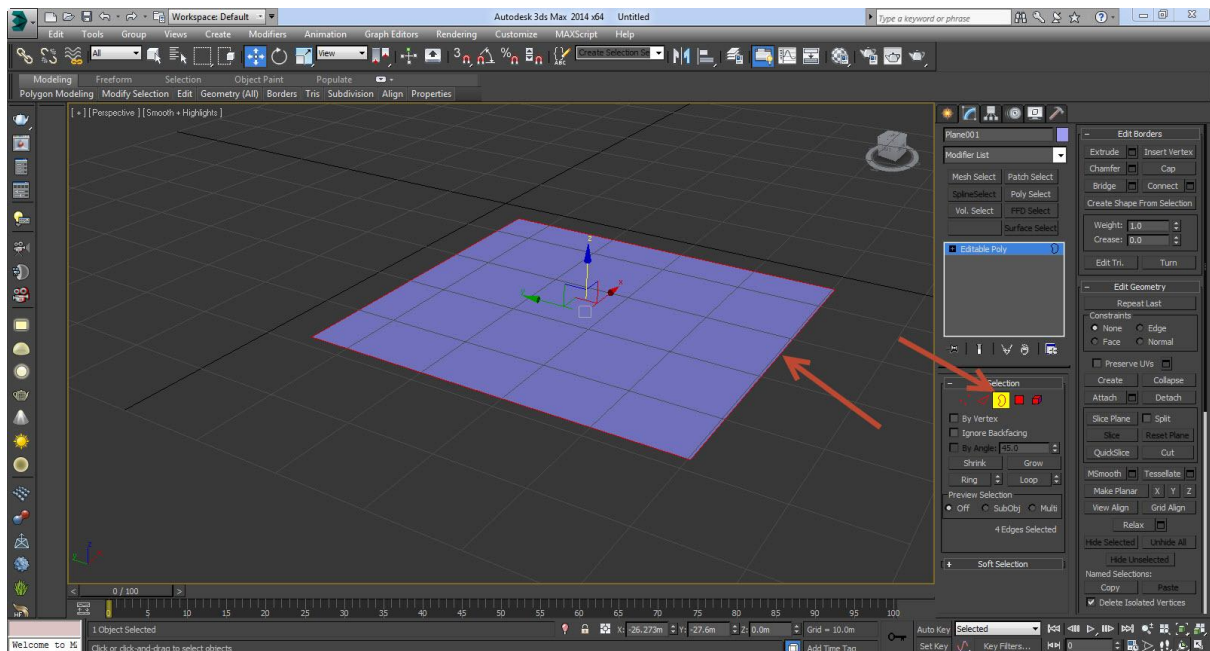 Workspace: Default
Autodesk 3ds Max 2014 x64 Untitled
Type a keyword or phrase
Edit Tools Group Views Create Modifiers Animation Graph Editors Rendering Customize MAXScript Help
All
View
Create Selection Se
Modeling Freeform Selection Object Paint Populate
Polygon Modeling Modify Selection Edit Geometry (All) Borders Tris Subdivision Align Properties
[ + ] [Perspective ] [Smooth + Highlights ]
z
x
z
y
Plane001
Modifier List
Mesh Select Patch Select
SplineSelect Poly Select
Vol. Select FFD Select
Surface Select
Editable Poly
Selection
By Vertex
Ignore Backfacing
By Angle: 45.0
Shrink Grow
Ring Loop
Preview Selection
Off SubObj Multi
4 Edges Selected
Soft Selection
Edit Borders
Extrude Insert Vertex
Chamfer Cap
Bridge Connect
Create Shape From Selection
Weight: 1.0
Crease: 0.0
Edit Tri. Turn
Edit Geometry
Repeat Last
Constraints
None Edge
Face Normal
Preserve UVs
Create Collapse
Attach Detach
Slice Plane Split
Slice Reset Plane
QuickSlice Cut
MSmooth Tessellate
Make Planar X Y Z
View Align Grid Align
Relax
Hide Selected Unhide All
Hide Unselected
Named Selections:
Copy Paste
Delete Isolated Vertices
0 / 100
0 5 10 15 20 25 30 35 40 45 50 55 60 65 70 75 80 85 90 95 100
1 Object Selected
X: -26.273m Y: -27.6m Z: 0.0m Grid = 10.0m
Auto Key Selected
Welcome to M
Click or click-and-drag to select objects
Add Time Tag
Set Key Key Filters... 0